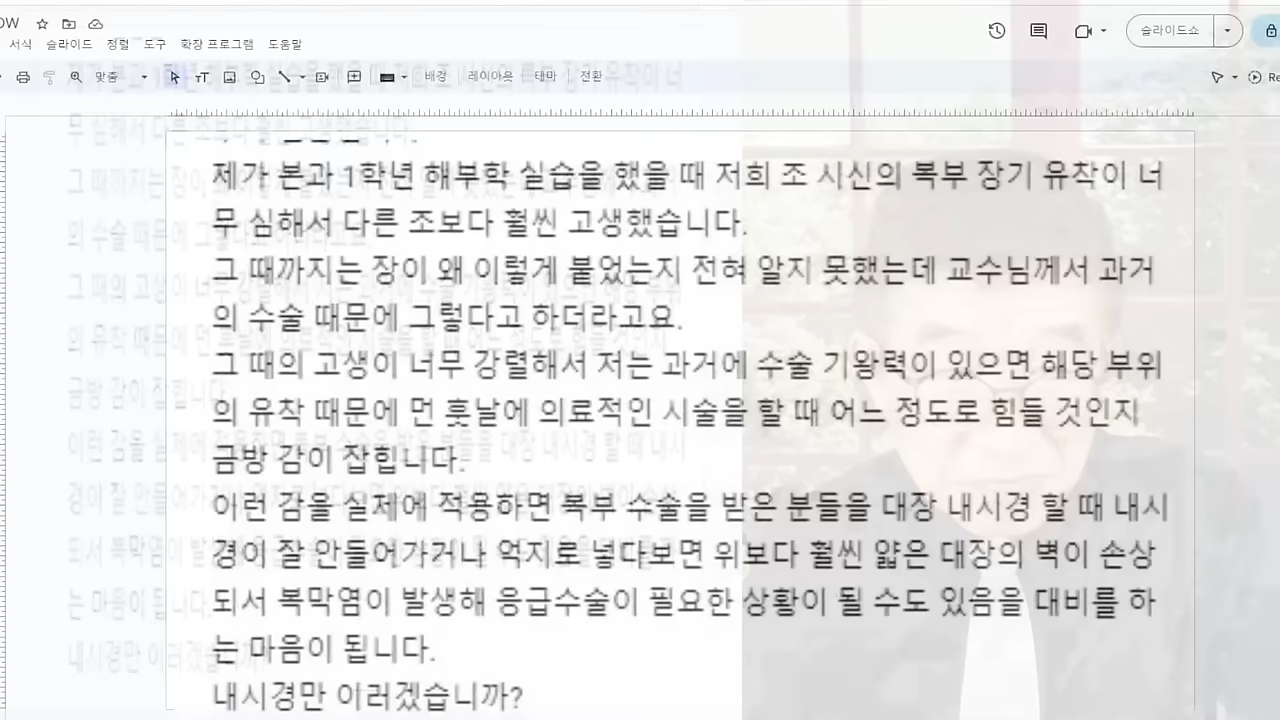 OW
서식 슬라이드 정렬 도구 확장 프로그램 도움말
슬라이드쇼
맞춤
배경 레이아웃 테마 전환
Re
제가 본과 1학년 해부학 실습을 했을 때 저희 조 시신의 복부 장기 유착이 너
무 심해서 다른 조보다 훨씬 고생했습니다.
그 때까지는 장이 왜 이렇게 붙었는지 전혀 알지 못했는데 교수님께서 과거
의 수술 때문에 그렇다고 하더라고요.
그 때의 고생이 너무 강렬해서 저는 과거에 수술 기왕력이 있으면 해당 부위
의 유착 때문에 먼 훗날에 의료적인 시술을 할 때 어느 정도로 힘들 것인지
금방 감이 잡힙니다.
이런 감을 실제에 적용하면 복부 수술을 받은 분들을 대장 내시경 할 때 내시
경이 잘 안들어가거나 억지로 넣다보면 위보다 훨씬 얇은 대장의 벽이 손상
되서 복막염이 발생해 응급수술이 필요한 상황이 될 수도 있음을 대비를 하
는 마음이 됩니다.
내시경만 이러겠습니까?